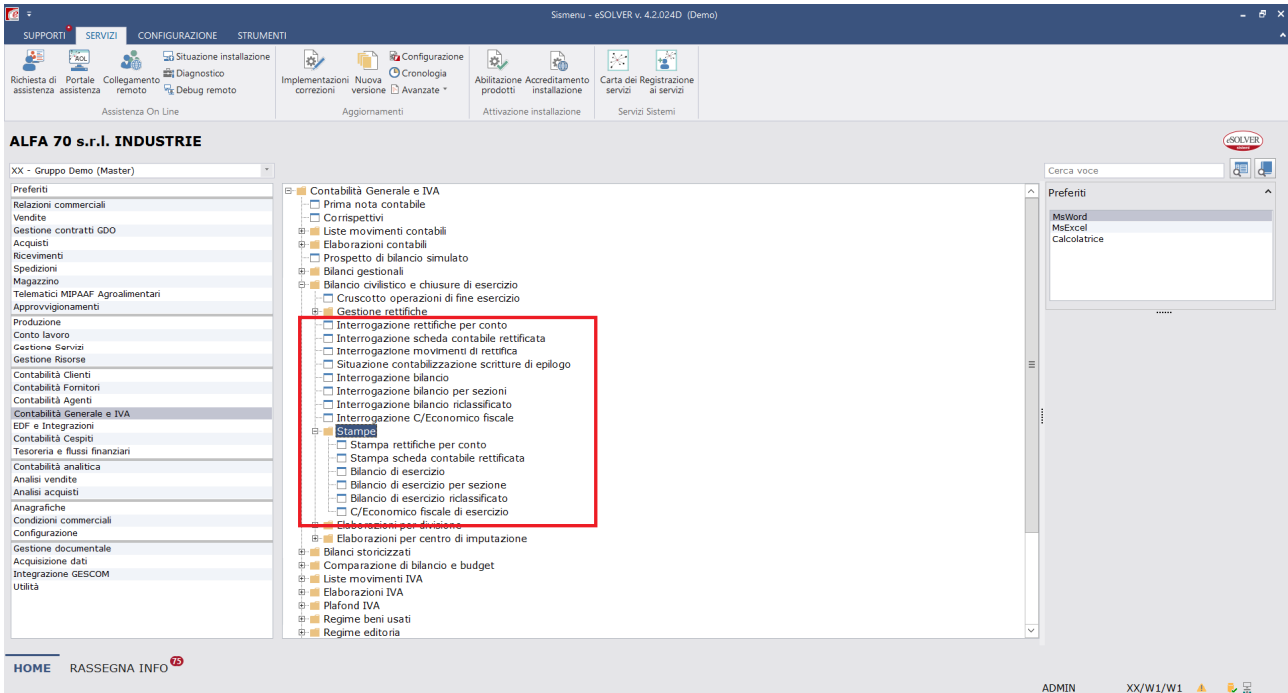 Sismenu - eSOLVER v. 4.2.024D (Demo)
SUPPORTI SERVIZI CONFIGURAZIONE STRUMENTI
Richiesta di assistenza
Portale assistenza
Collegamento remoto
Situazione installazione
Diagnostico
Debug remoto
Assistenza On Line
Implementazioni correzioni
Nuova versione
Configurazione
Cronologia
Avanzate
Aggiornamenti
Abilitazione prodotti
Accreditamento installazione
Attivazione installazione
Carta dei servizi
Registrazione ai servizi
Servizi Sistemi
ALFA 70 s.r.l. INDUSTRIE
eSOLVER
XX - Gruppo Demo (Master)
Preferiti
Relazioni commerciali
Vendite
Gestione contratti GDO
Acquisti
Ricevimenti
Spedizioni
Magazzino
Telematici MIPAAF Agroalimentari
Approvvigionamenti
Produzione
Conto lavoro
Gestione Servizi
Gestione Risorse
Contabilità Clienti
Contabilità Fornitori
Contabilità Agenti
Contabilità Generale e IVA
EDF e Integrazioni
Contabilità Cespiti
Tesoreria e flussi finanziari
Contabilità analitica
Analisi vendite
Analisi acquisti
Anagrafiche
Condizioni commerciali
Configurazione
Gestione documentale
Acquisizione dati
Integrazione GESCOM
Utilità
Contabilità Generale e IVA
Prima nota contabile
Corrispettivi
Liste movimenti contabili
Elaborazioni contabili
Prospetto di bilancio simulato
Bilanci gestionali
Bilancio civilistico e chiusure di esercizio
Cruscotto operazioni di fine esercizio
Gestione rettifiche
Interrogazione rettifiche per conto
Interrogazione scheda contabile rettificata
Interrogazione movimenti di rettifica
Situazione contabilizzazione scritture di epilogo
Interrogazione bilancio
Interrogazione bilancio per sezioni
Interrogazione bilancio riclassificato
Interrogazione C/Economico fiscale
Stampe
Stampa rettifiche per conto
Stampa scheda contabile rettificata
Bilancio di esercizio
Bilancio di esercizio per sezione
Bilancio di esercizio riclassificato
C/Economico fiscale di esercizio
Elaborazioni per divisione
Elaborazioni per centro di imputazione
Bilanci storicizzati
Comparazione di bilancio e budget
Liste movimenti IVA
Elaborazioni IVA
Plafond IVA
Regime beni usati
Regime editoria
Cerca voce
Preferiti
MsWord
MsExcel
Calcolatrice
HOME RASSEGNA INFO 75
ADMIN XX/W1/W1